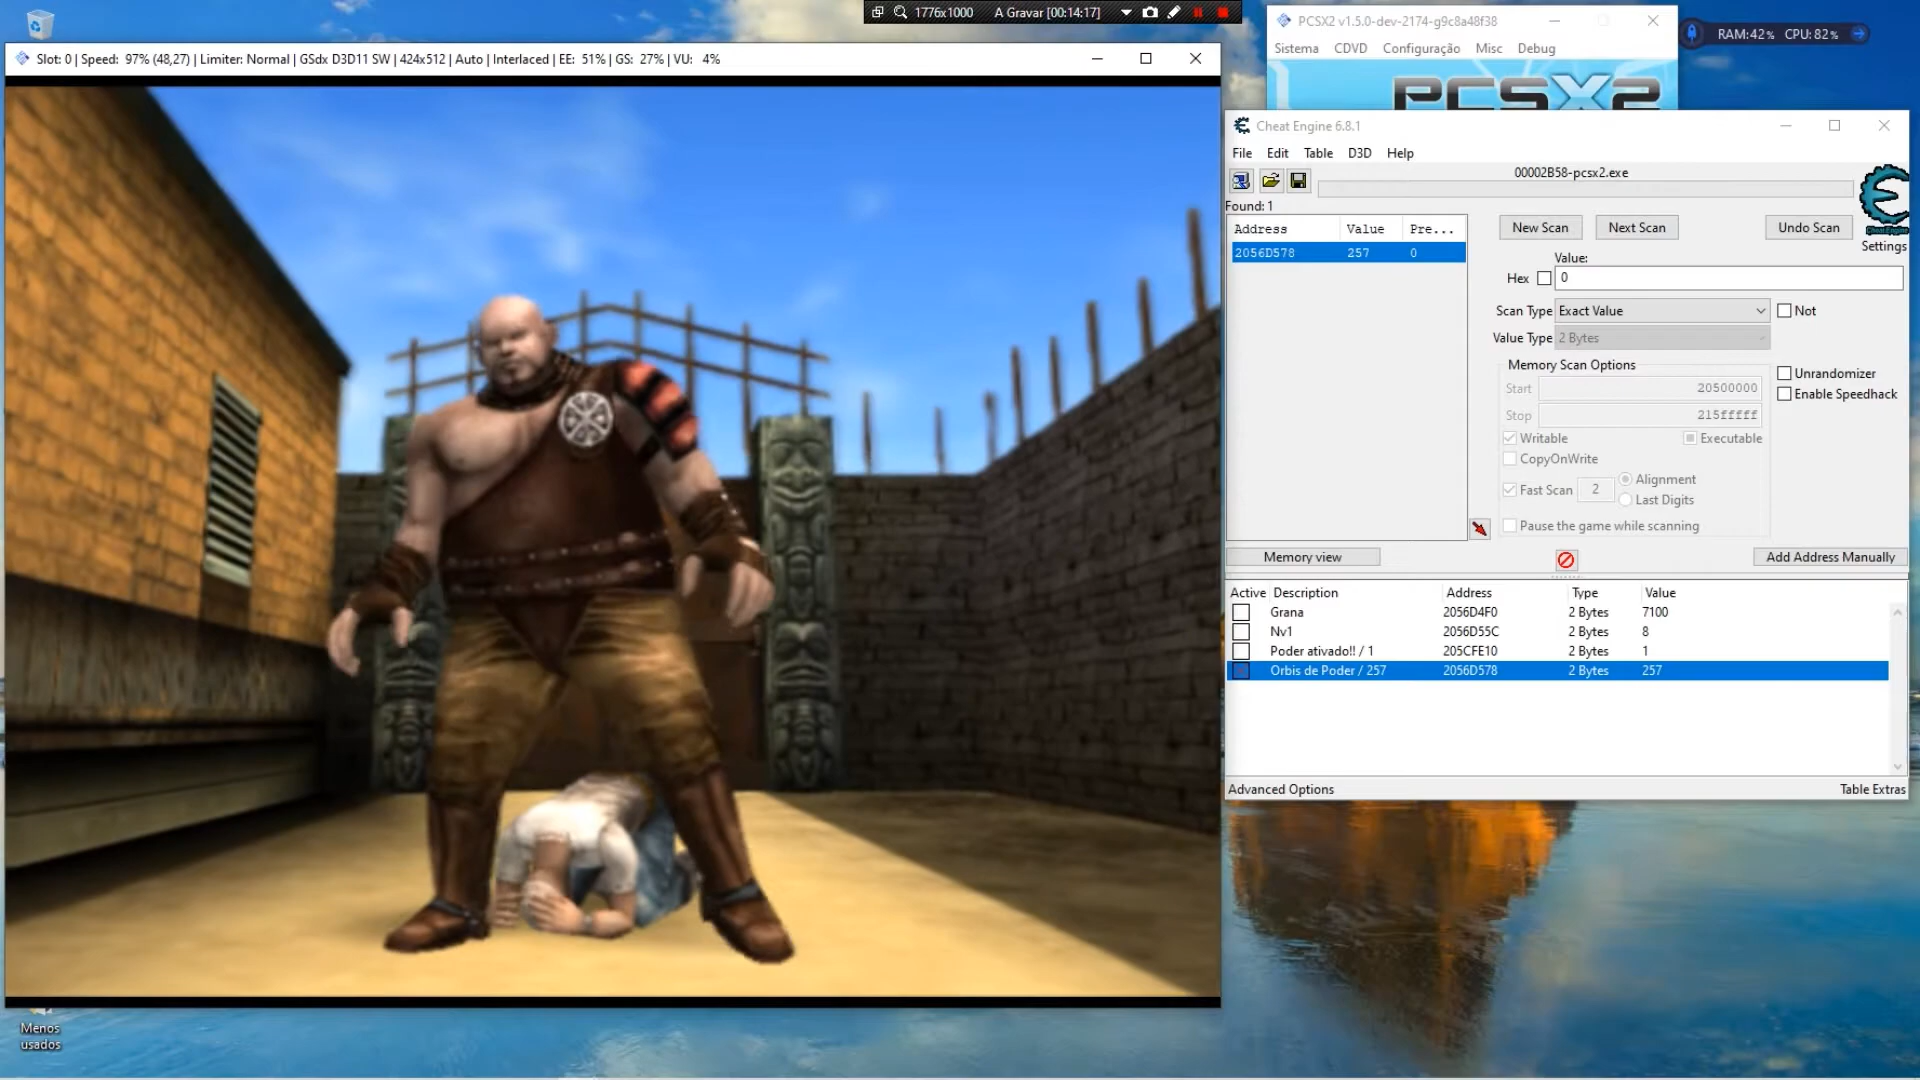 1776x1000 A Gravar [00:14:17]
Slot: 0 | Speed: 97% (48,27) | Limiter: Normal | GSdx D3D11 SW | 424x512 | Auto | Interlaced | EE: 51% | GS: 27% | VU: 4%
PCSX2 v1.5.0-dev-2174-g9c8a48f38
Sistema CDVD Configuração Misc Debug
PCSX2
RAM:42% CPU:82%
Cheat Engine 6.8.1
File Edit Table D3D Help
00002B58-pcsx2.exe
Found: 1
Address Value Pre...
2056D578 257 0
New Scan Next Scan Undo Scan
Cheat Engine
Settings
Value:
Hex 0
Scan Type Exact Value Not
Value Type 2 Bytes
Memory Scan Options
Start 20500000
Stop 215fffff
Writable Executable
CopyOnWrite
Fast Scan 2 Alignment
Last Digits
Pause the game while scanning
Unrandomizer
Enable Speedhack
Memory view Add Address Manually
Active Description Address Type Value
Grana 2056D4F0 2 Bytes 7100
Nv1 2056D55C 2 Bytes 8
Poder ativado!! / 1 205CFE10 2 Bytes 1
Orbis de Poder / 257 2056D578 2 Bytes 257
Advanced Options Table Extras
Menos
usados